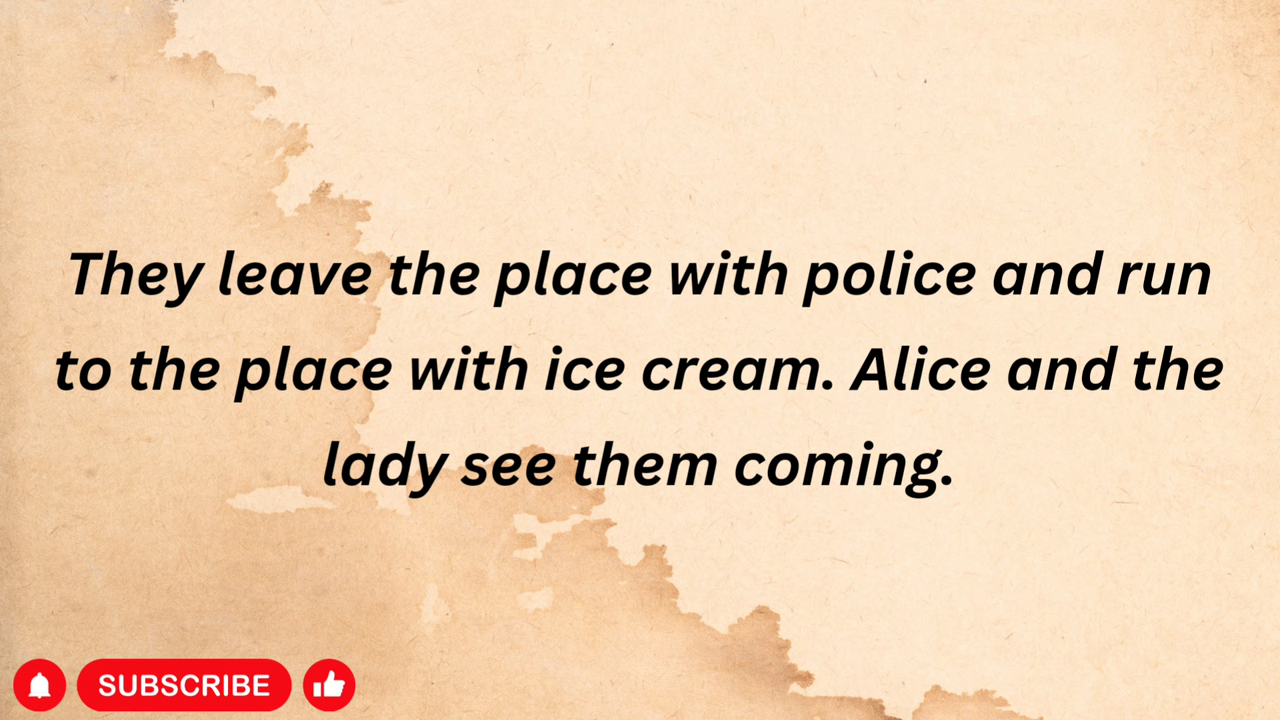 They leave the place with police and run
to the place with ice cream. Alice and the
lady see them coming.
SUBSCRIBE